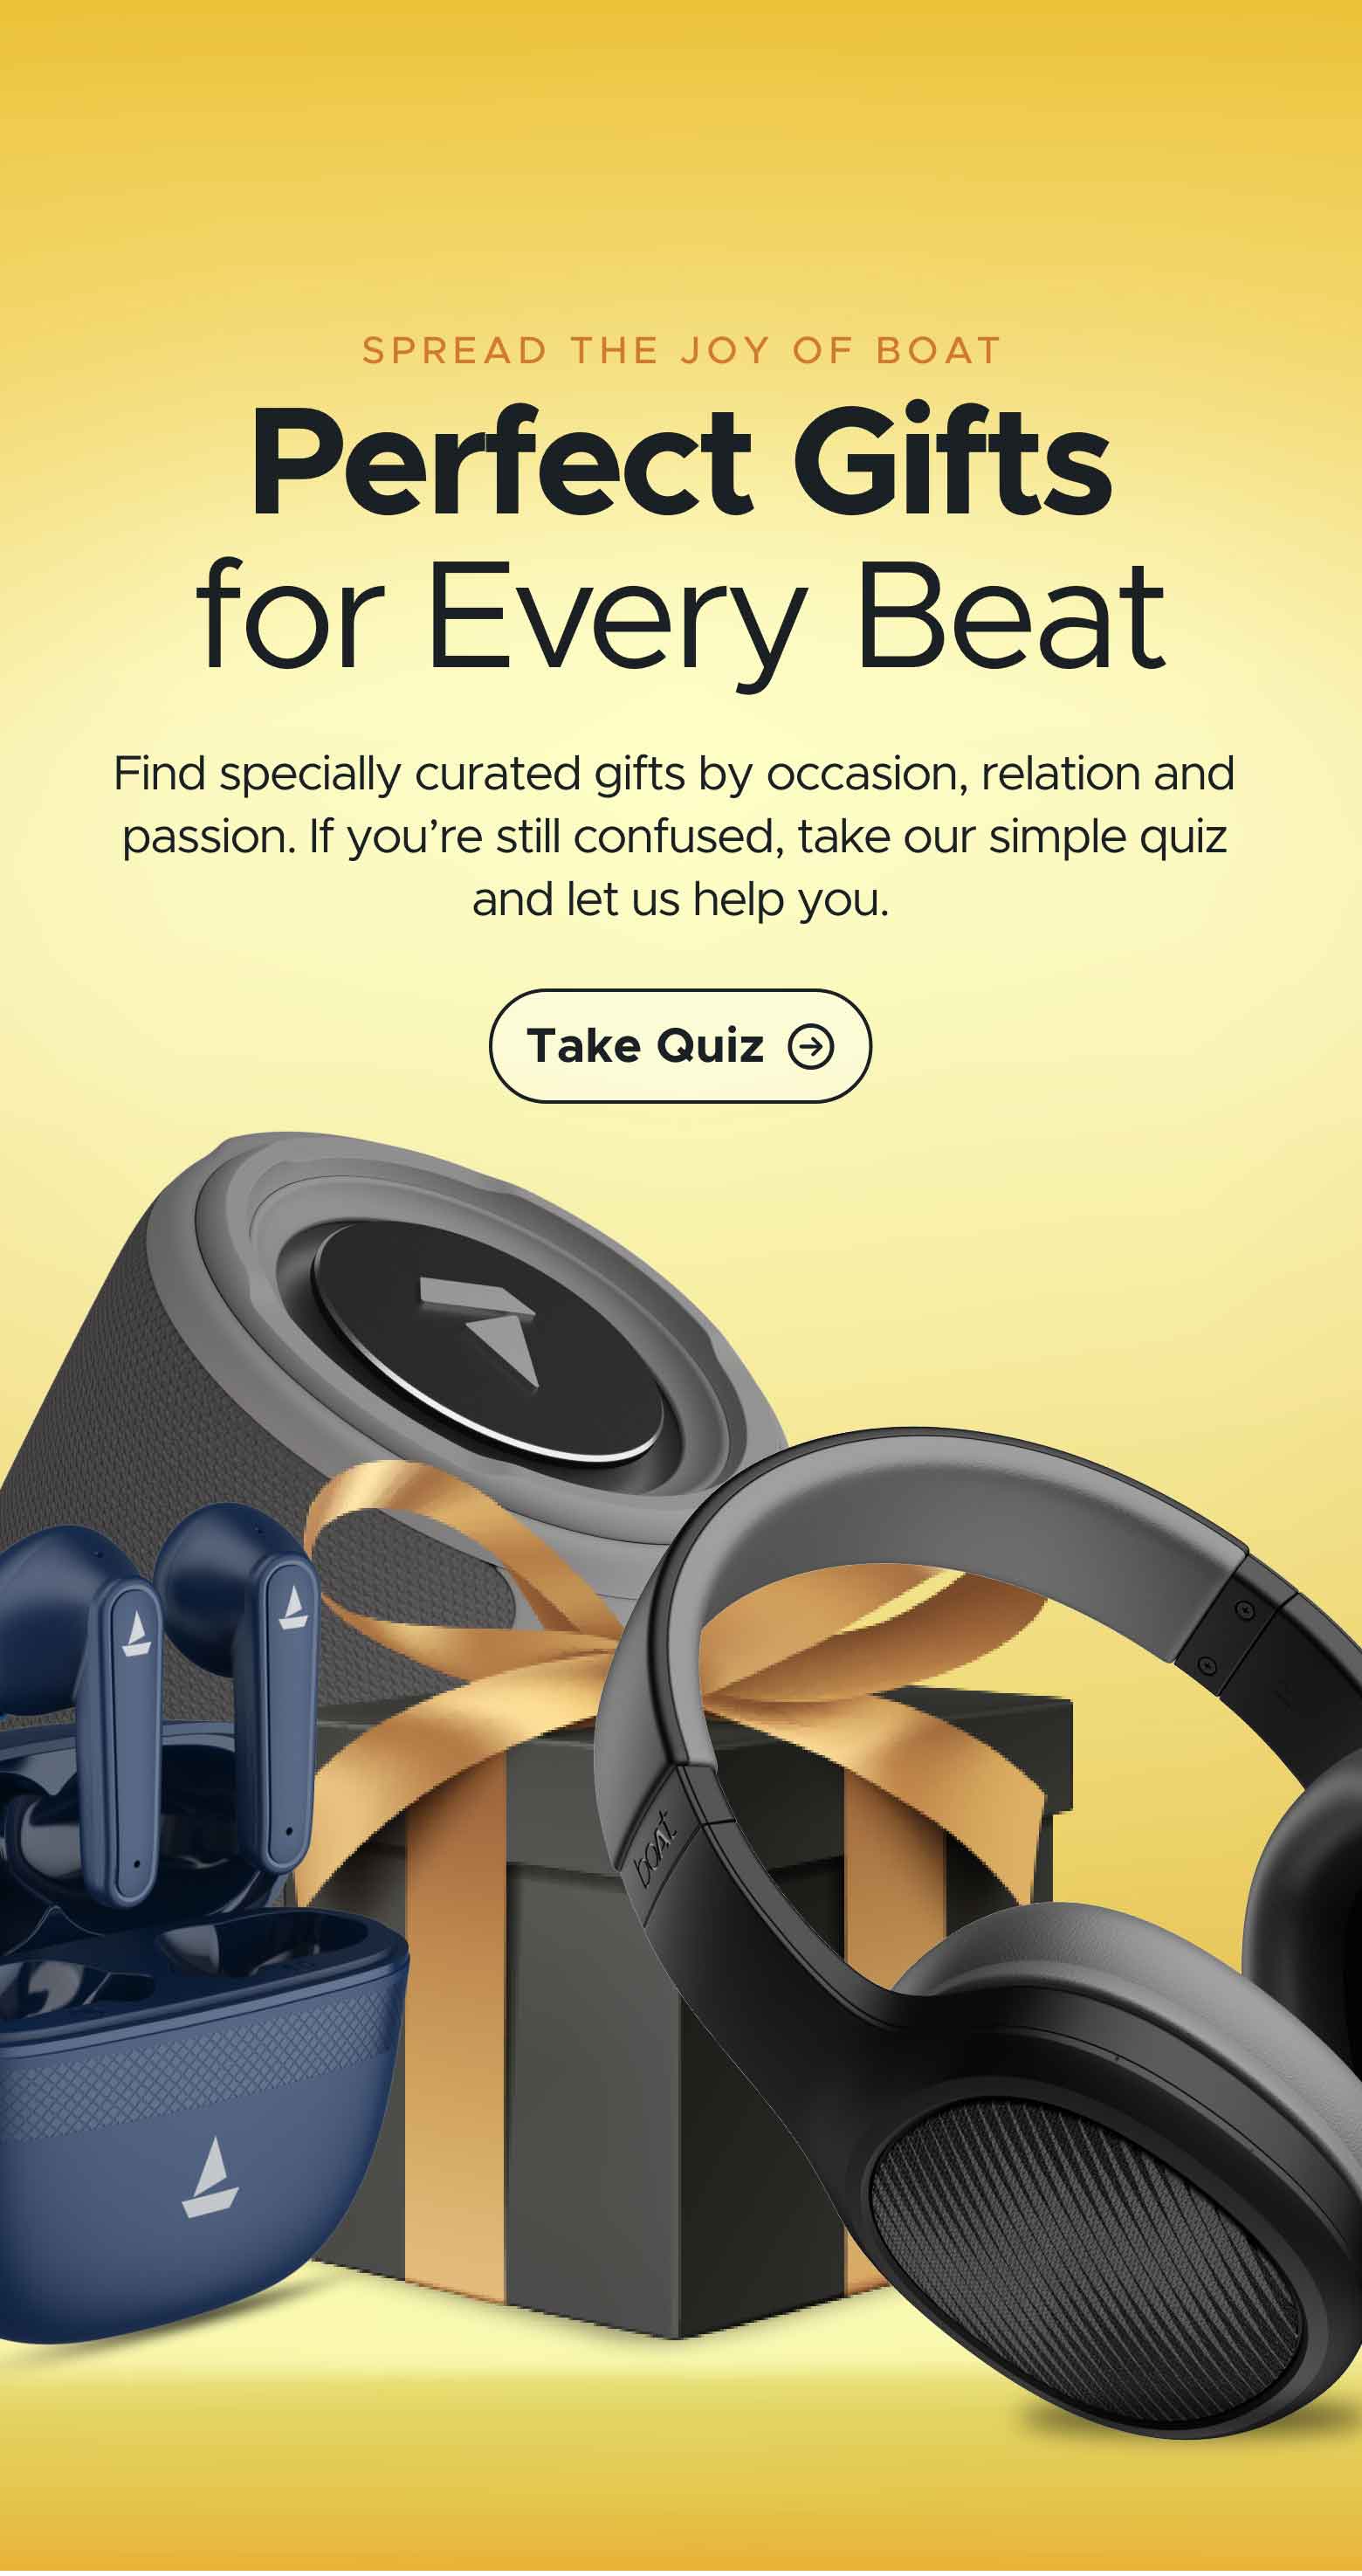 SPREAD THE JOY OF BOAT
Perfect Gifts
for Every Beat
Find specially curated gifts by occasion, relation and
passion. If you’re still confused, take our simple quiz
and let us help you.
Take Quiz
boAt